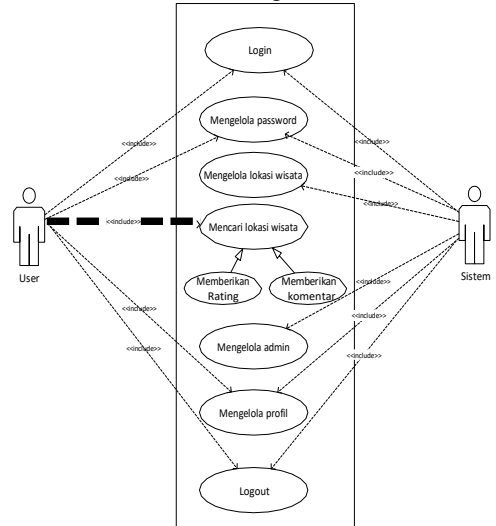 Login
Mengelola password
<<include>>
<<include>>
<<include>>
<<include>>
Mengelola lokasi wisata
<<include>>
<<include>>
Mencari lokasi wisata
User
Sistem
Memberikan
Rating
Memberikan
komentar
<<include>>
<<include>>
<<include>>
Mengelola admin
<<include>>
<<include>>
Mengelola profil
Logout